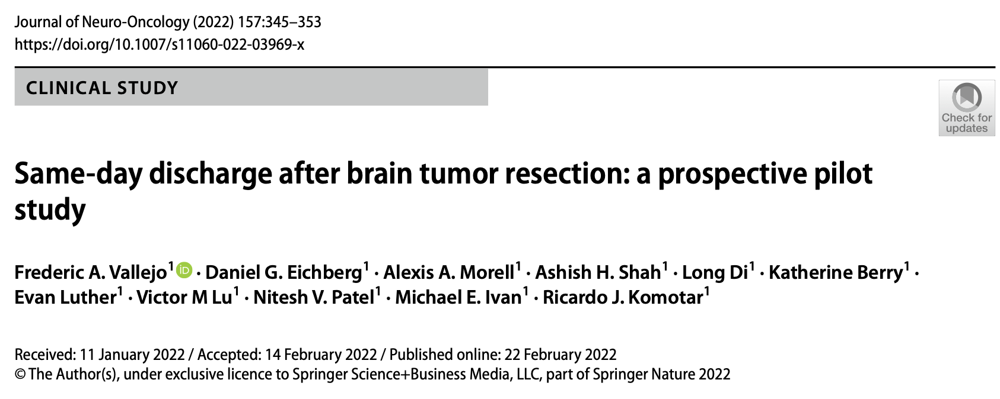 Journal of Neuro-Oncology (2022) 157:345–353
https://doi.org/10.1007/s11060-022-03969-x
CLINICAL STUDY
Check for
updates
Same-day discharge after brain tumor resection: a prospective pilot
study
Frederic A. Vallejo¹ iD · Daniel G. Eichberg¹ · Alexis A. Morell¹ · Ashish H. Shah¹ · Long Di¹ · Katherine Berry¹ ·
Evan Luther¹ · Victor M Lu¹ · Nitesh V. Patel¹ · Michael E. Ivan¹ · Ricardo J. Komotar¹
Received: 11 January 2022 / Accepted: 14 February 2022 / Published online: 22 February 2022
© The Author(s), under exclusive licence to Springer Science+Business Media, LLC, part of Springer Nature 2022